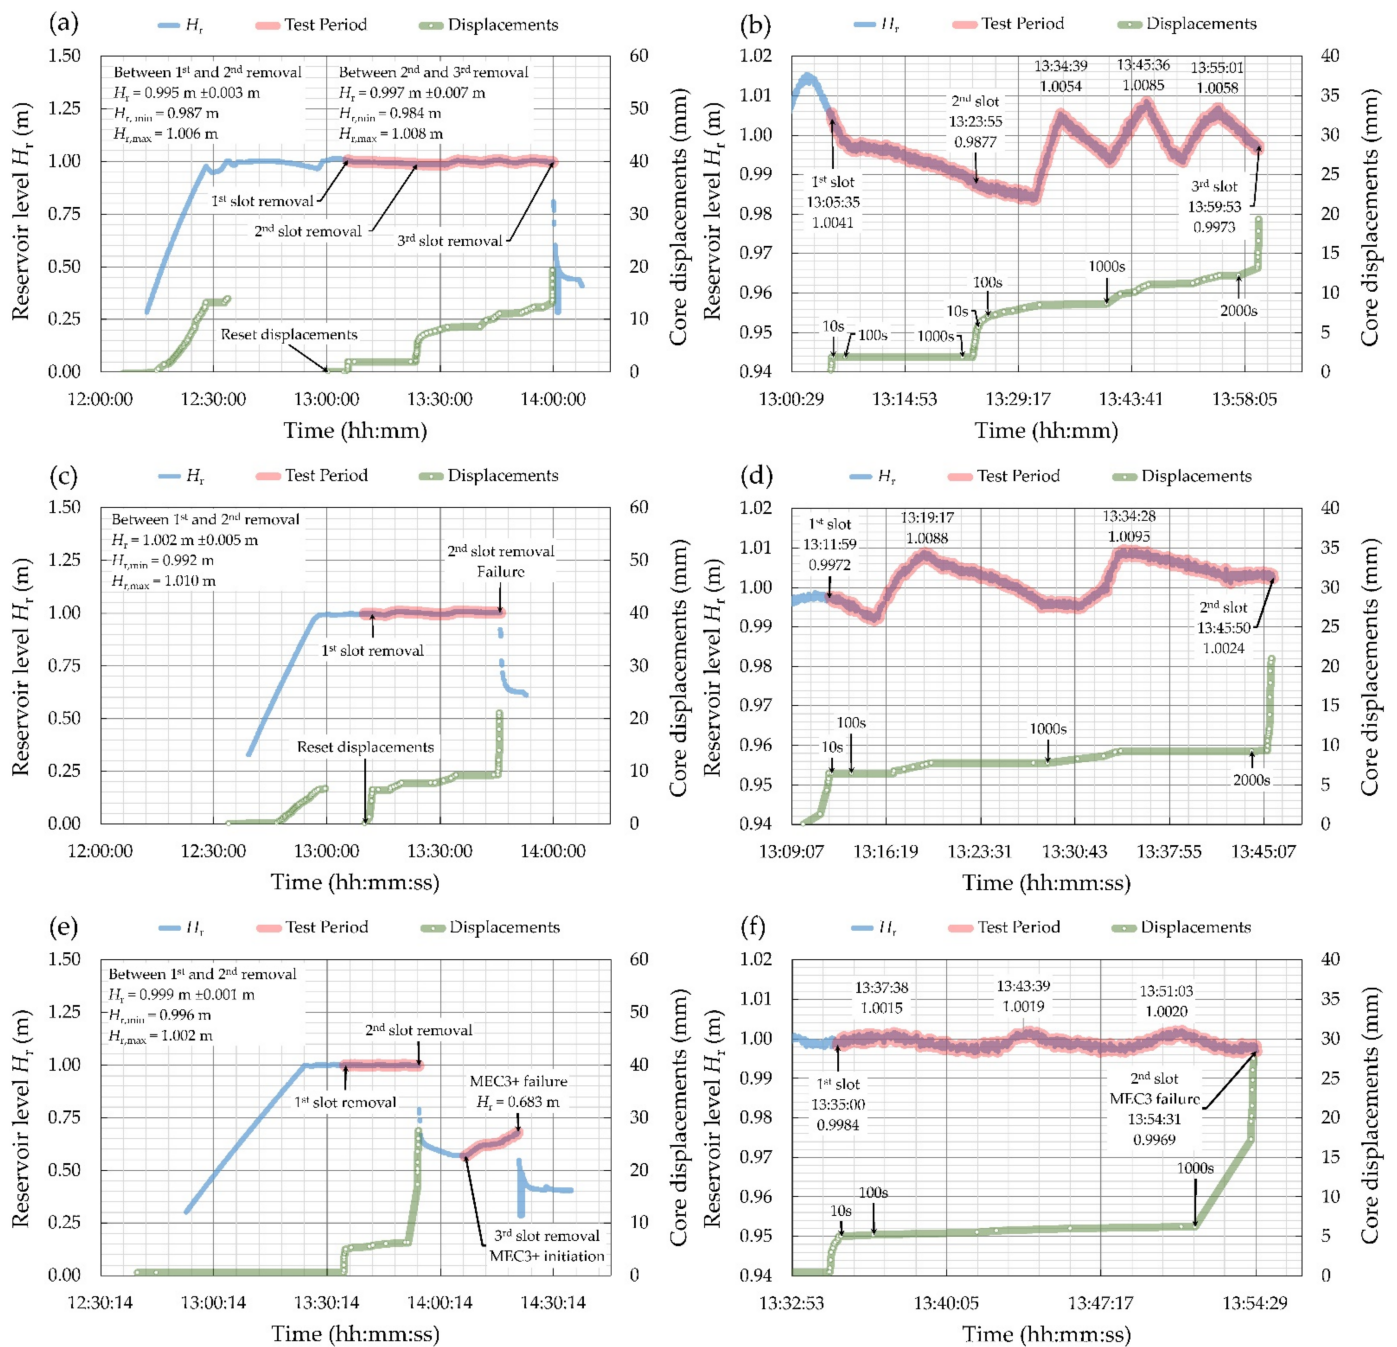 (a)
Hr
Test Period
Displacements
1.50
1.25
1.00
0.75
0.50
0.25
0.00
Reservoir level Hr (m)
60
50
40
30
20
10
0
Core displacements (mm)
Between 1st and 2nd removal
Hr = 0.995 m ±0.003 m
Hr,min = 0.987 m
Hr,max = 1.006 m
Between 2nd and 3rd removal
Hr = 0.997 m ±0.007 m
Hr,min = 0.984 m
Hr,max = 1.008 m
1st slot removal
2nd slot removal
3rd slot removal
Reset displacements
12:00:00
12:30:00
13:00:00
13:30:00
14:00:00
Time (hh:mm)
(b)
Hr
Test Period
Displacements
1.02
1.01
1.00
0.99
0.98
0.97
0.96
0.95
0.94
Reservoir level Hr (m)
40
35
30
25
20
15
10
5
0
Core displacements (mm)
13:34:39
1.0054
13:45:36
1.0085
13:55:01
1.0058
2nd slot
13:23:55
0.9877
1st slot
13:05:35
1.0041
3rd slot
13:59:53
0.9973
10s
100s
1000s
10s
100s
1000s
2000s
13:00:29
13:14:53
13:29:17
13:43:41
13:58:05
Time (hh:mm)
(c)
Hr
Test Period
Displacements
1.50
1.25
1.00
0.75
0.50
0.25
0.00
Reservoir level Hr (m)
60
50
40
30
20
10
0
Core displacements (mm)
Between 1st and 2nd removal
Hr = 1.002 m ±0.005 m
Hr,min = 0.992 m
Hr,max = 1.010 m
2nd slot removal
Failure
1st slot removal
Reset displacements
12:00:00
12:30:00
13:00:00
13:30:00
14:00:00
Time (hh:mm:ss)
(d)
Hr
Test Period
Displacements
1.02
1.01
1.00
0.99
0.98
0.97
0.96
0.95
0.94
Reservoir level Hr (m)
40
35
30
25
20
15
10
5
0
Core displacements (mm)
1st slot
13:11:59
0.9972
13:19:17
1.0088
13:34:28
1.0095
2nd slot
13:45:50
1.0024
10s
100s
1000s
2000s
13:09:07
13:16:19
13:23:31
13:30:43
13:37:55
13:45:07
Time (hh:mm:ss)
(e)
Hr
Test Period
Displacements
1.50
1.25
1.00
0.75
0.50
0.25
0.00
Reservoir level Hr (m)
60
50
40
30
20
10
0
Core displacements (mm)
Between 1st and 2nd removal
Hr = 0.999 m ±0.001 m
Hr,min = 0.996 m
Hr,max = 1.002 m
2nd slot removal
1st slot removal
MEC3+ failure
Hr = 0.683 m
3rd slot removal
MEC3+ initiation
12:30:14
13:00:14
13:30:14
14:00:14
14:30:14
Time (hh:mm:ss)
(f)
Hr
Test Period
Displacements
1.02
1.01
1.00
0.99
0.98
0.97
0.96
0.95
0.94
Reservoir level Hr (m)
40
35
30
25
20
15
10
5
0
Core displacements (mm)
13:37:38
1.0015
13:43:39
1.0019
13:51:03
1.0020
1st slot
13:35:00
0.9984
2nd slot
MEC3 failure
13:54:31
0.9969
10s
100s
1000s
13:32:53
13:40:05
13:47:17
13:54:29
Time (hh:mm:ss)